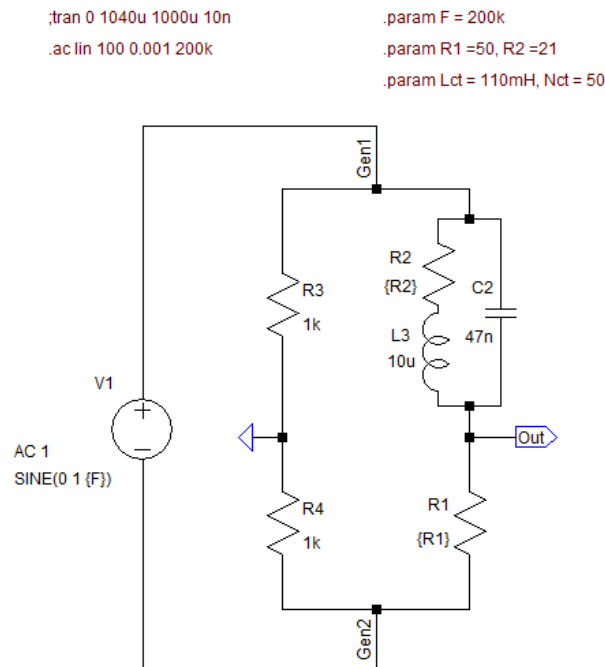 ;tran 0 1040u 1000u 10n
.ac lin 100 0.001 200k
.param F = 200k
.param R1 =50, R2 =21
.param Lct = 110mH, Nct = 50
Gen1
R2
{R2}
C2
47n
L3
10u
R3
1k
V1
AC 1
SINE(0 1 {F})
Out
R4
1k
R1
{R1}
Gen2